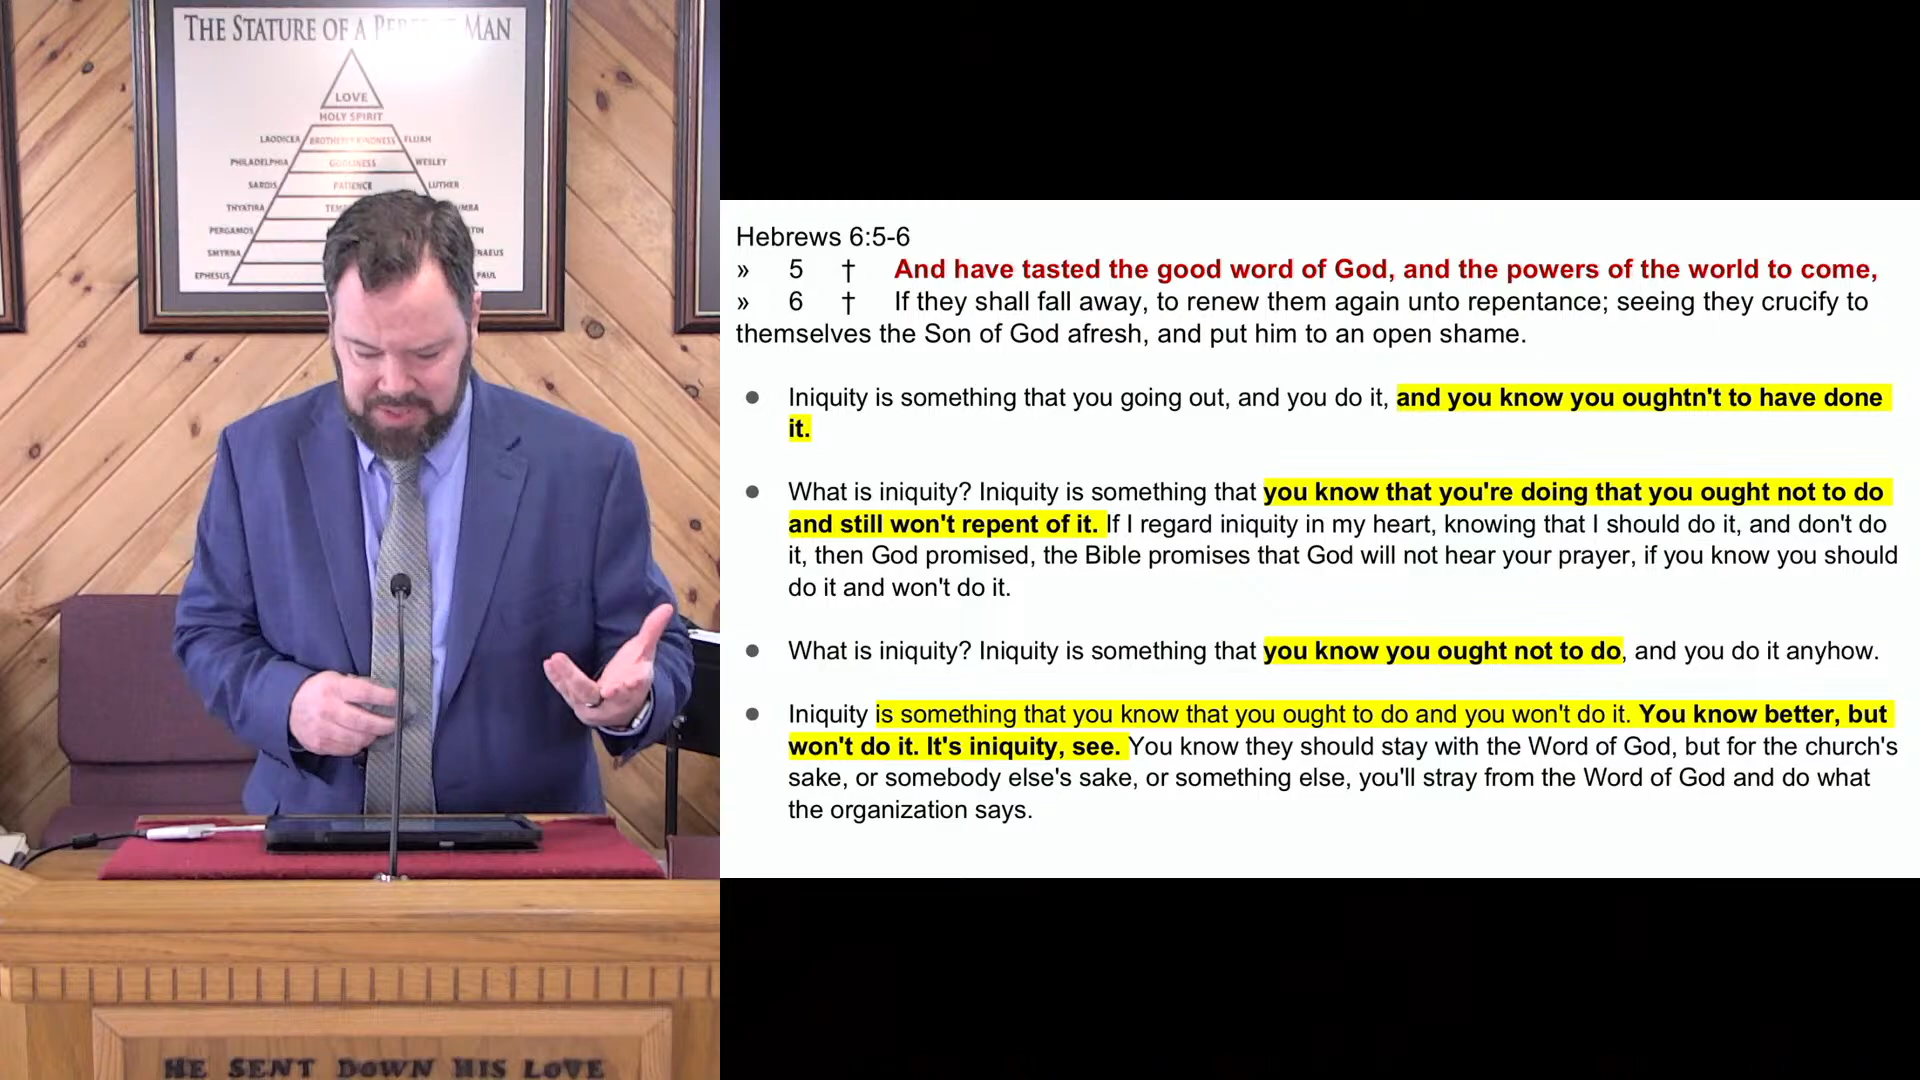 THE STATURE OF A MAN
LOVE
HOLY SPIRIT
LAODICEA BROTHERLY KINDNESS ELIJAH
PHILADELPHIA GODLINESS WESLEY
SARDIS PATIENCE LUTHER
THYATIRA
PERGAMOS
SMYRNA
EPHESUS PAUL
HE SENT DOWN HIS LOVE
Hebrews 6:5-6
» 5 † And have tasted the good word of God, and the powers of the world to come,
» 6 † If they shall fall away, to renew them again unto repentance; seeing they crucify to
themselves the Son of God afresh, and put him to an open shame.
● Iniquity is something that you going out, and you do it, and you know you oughtn't to have done
it.
● What is iniquity? Iniquity is something that you know that you're doing that you ought not to do
and still won't repent of it. If I regard iniquity in my heart, knowing that I should do it, and don't do
it, then God promised, the Bible promises that God will not hear your prayer, if you know you should
do it and won't do it.
● What is iniquity? Iniquity is something that you know you ought not to do, and you do it anyhow.
● Iniquity is something that you know that you ought to do and you won't do it. You know better, but
won't do it. It's iniquity, see. You know they should stay with the Word of God, but for the church's
sake, or somebody else's sake, or something else, you'll stray from the Word of God and do what
the organization says.